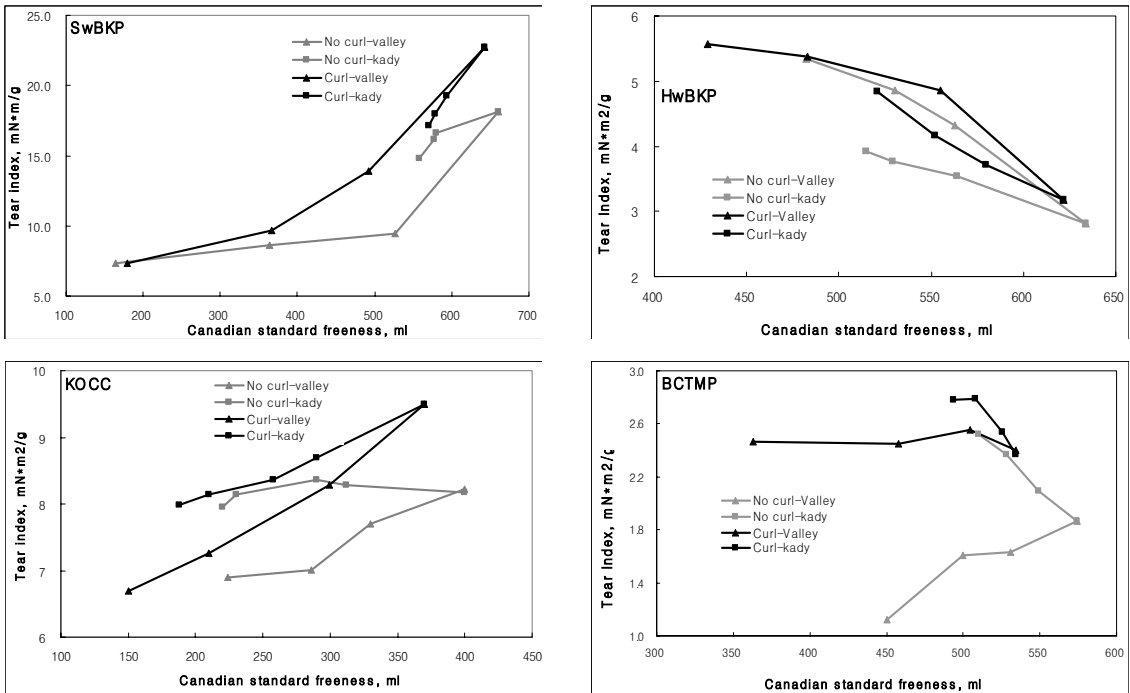 SwBKP
Tear Index, mN*m/g
25.0
20.0
15.0
10.0
5.0
No curl-valley
No curl-kady
Curl-valley
Curl-kady
100 200 300 400 500 600 700
Canadian standard freeness, ml
HwBKP
Tear Index, mN*m2/g
6
5
4
3
2
No curl-Valley
No curl-kady
Curl-Valley
Curl-kady
400 450 500 550 600 650
Canadian standard freeness, ml
KOCC
Tear index, mN*m2/g
10
9
8
7
6
No curl-valley
No curl-kady
Curl-valley
Curl-kady
100 150 200 250 300 350 400 450
Canadian standard freeness, ml
BCTMP
Tear Index, mN*m2/
3.0
2.6
2.2
1.8
1.4
1.0
No curl-Valley
No curl-kady
Curl-Valley
Curl-kady
300 350 400 450 500 550 600
Canadian standard freeness, ml